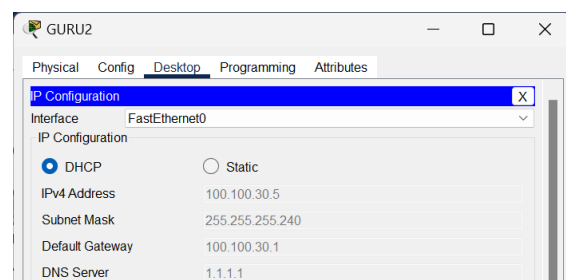 GURU2
Physical Config Desktop Programming Attributes
IP Configuration X
Interface FastEthernet0
IP Configuration
DHCP Static
IPv4 Address 100.100.30.5
Subnet Mask 255.255.255.240
Default Gateway 100.100.30.1
DNS Server 1.1.1.1